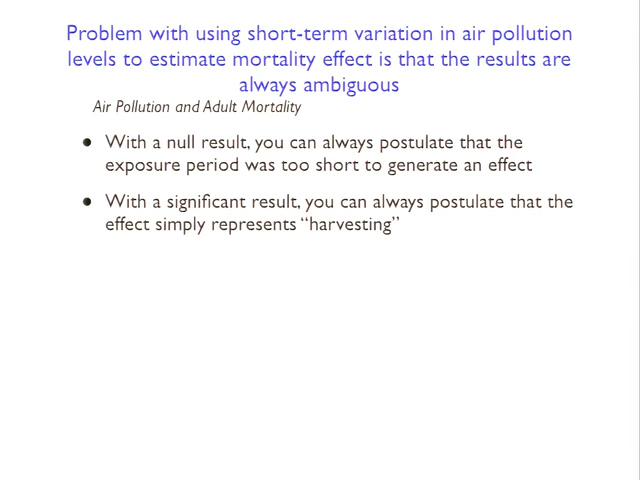 Problem with using short-term variation in air pollution
levels to estimate mortality effect is that the results are
always ambiguous
Air Pollution and Adult Mortality
• With a null result, you can always postulate that the
exposure period was too short to generate an effect
• With a significant result, you can always postulate that the
effect simply represents “harvesting”